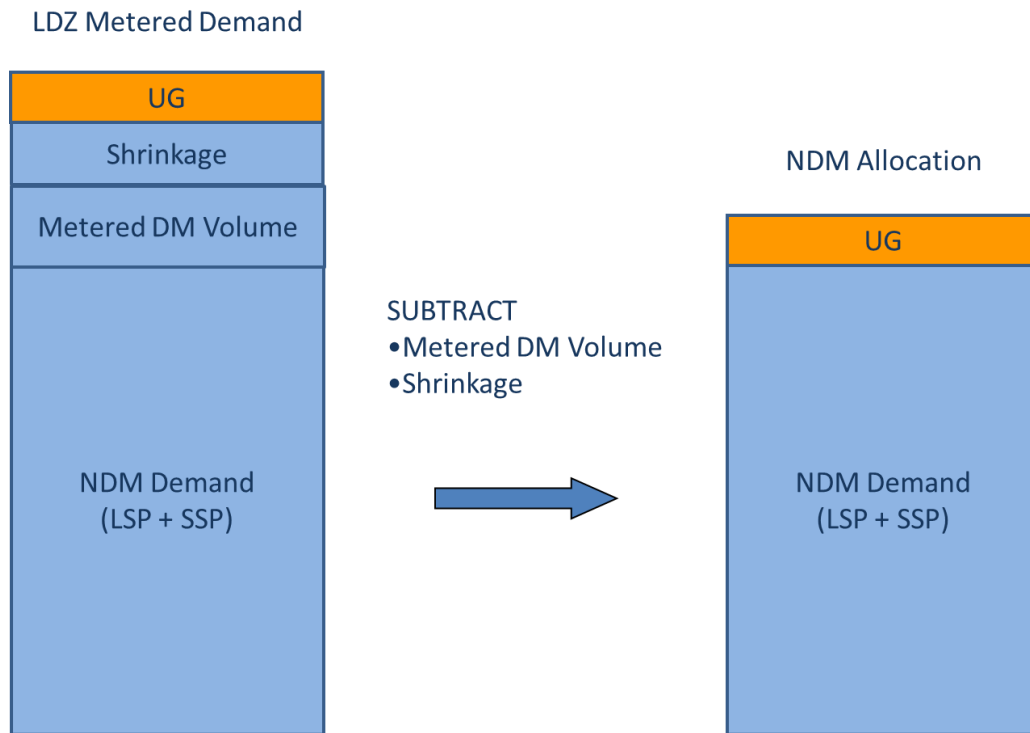 LDZ Metered Demand
UG
Shrinkage
Metered DM Volume
NDM Demand
(LSP + SSP)
SUBTRACT
•Metered DM Volume
•Shrinkage
NDM Allocation
UG
NDM Demand
(LSP + SSP)